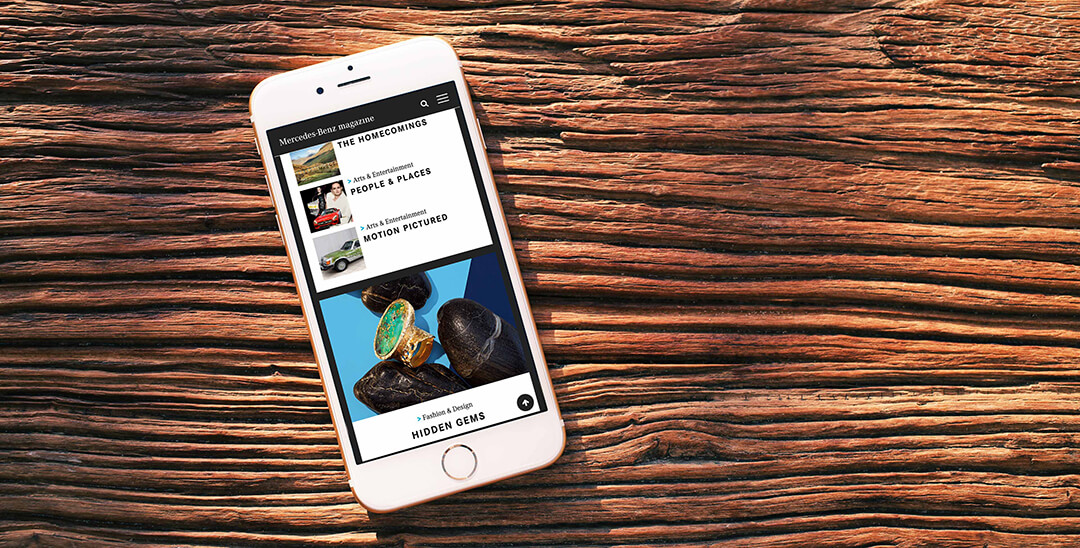 Mercedes-Benz magazine
THE HOMECOMINGS
> Arts & Entertainment
PEOPLE & PLACES
> Arts & Entertainment
MOTION PICTURED
> Fashion & Design
HIDDEN GEMS